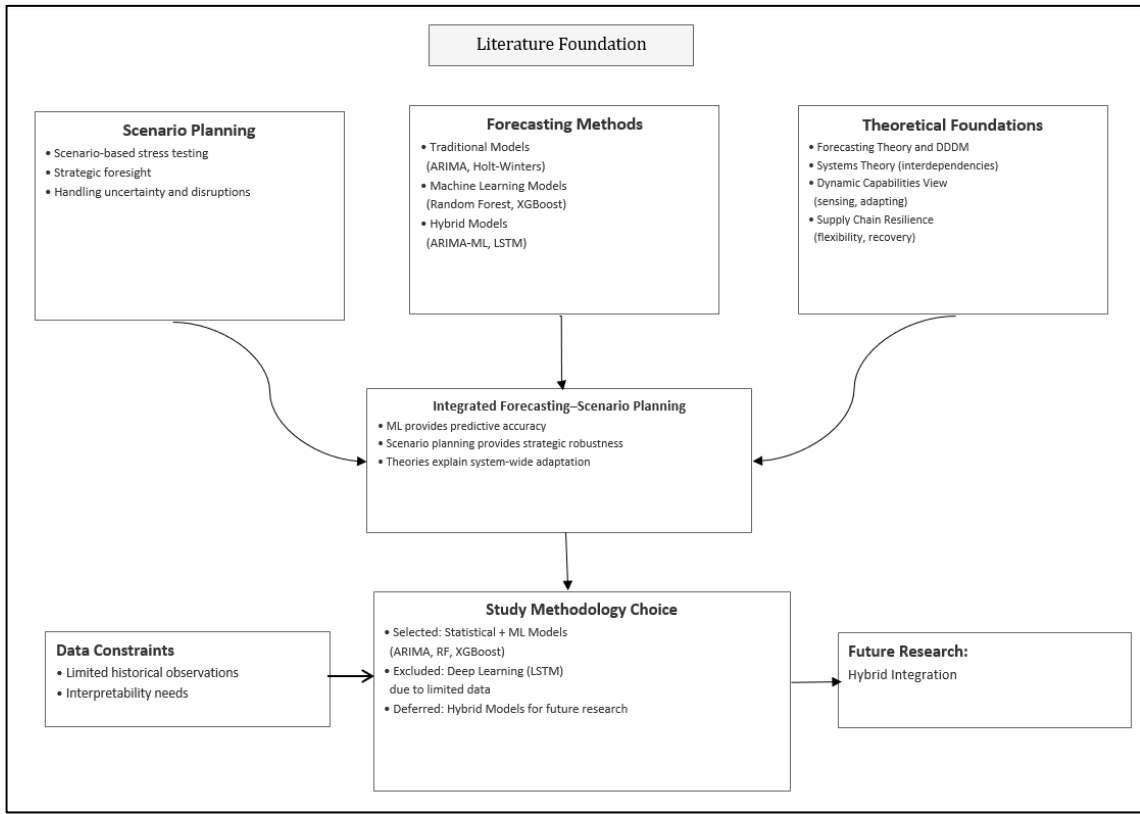 Literature Foundation
Scenario Planning
• Scenario-based stress testing
• Strategic foresight
• Handling uncertainty and disruptions
Forecasting Methods
• Traditional Models
(ARIMA, Holt-Winters)
• Machine Learning Models
(Random Forest, XGBoost)
• Hybrid Models
(ARIMA-ML, LSTM)
Theoretical Foundations
• Forecasting Theory and DDDM
• Systems Theory (interdependencies)
• Dynamic Capabilities View
(sensing, adapting)
• Supply Chain Resilience
(flexibility, recovery)
Integrated Forecasting–Scenario Planning
• ML provides predictive accuracy
• Scenario planning provides strategic robustness
• Theories explain system-wide adaptation
Data Constraints
• Limited historical observations
• Interpretability needs
Study Methodology Choice
• Selected: Statistical + ML Models
(ARIMA, RF, XGBoost)
• Excluded: Deep Learning (LSTM)
due to limited data
• Deferred: Hybrid Models for future research
Future Research:
Hybrid Integration